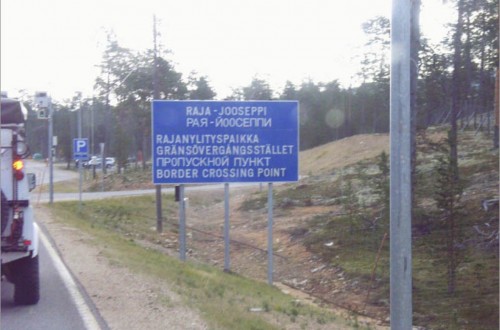 RAJA-JOOSEPPI
РАЯ-ЙООСЕППИ
RAJANYLITYSPAIKKA
GRÄNSÖVERGÅNGSSTÄLLET
ПРОПУСКНОЙ ПУНКТ
BORDER CROSSING POINT
P